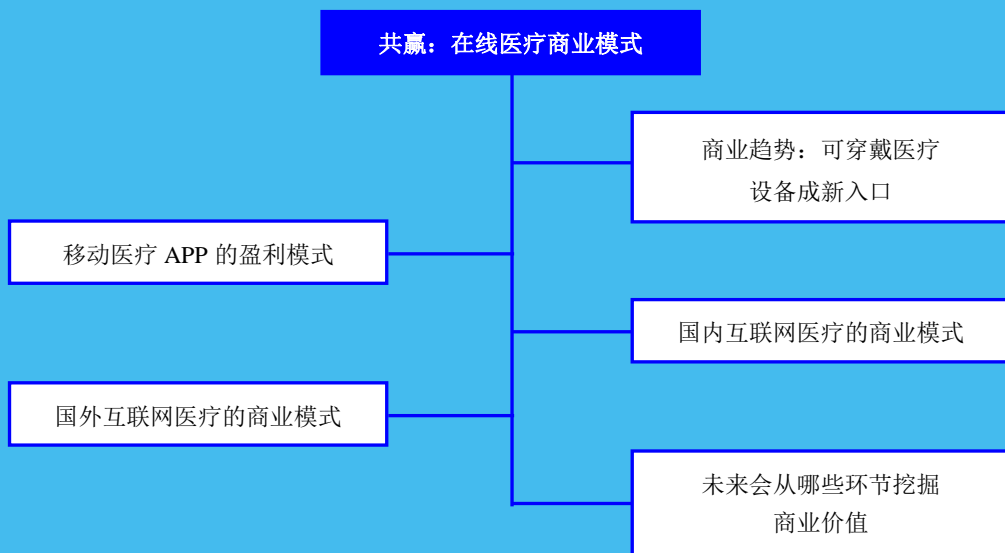 共赢：在线医疗商业模式
商业趋势：可穿戴医疗
设备成新入口
移动医疗 APP 的盈利模式
国内互联网医疗的商业模式
国外互联网医疗的商业模式
未来会从哪些环节挖掘
商业价值